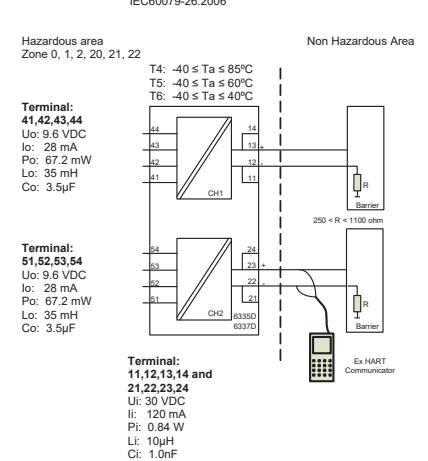 IEC60079-26:2006
Hazardous area
Zone 0, 1, 2, 20, 21, 22
Non Hazardous Area
T4: -40 ≤ Ta ≤ 85ºC
T5: -40 ≤ Ta ≤ 60ºC
T6: -40 ≤ Ta ≤ 40ºC
Terminal:
41,42,43,44
Uo: 9.6 VDC
Io: 28 mA
Po: 67.2 mW
Lo: 35 mH
Co: 3.5µF
44
43
42
41
CH1
14
13 +
12 -
11
R
Barrier
250 < R < 1100 ohm
Terminal:
51,52,53,54
Uo: 9.6 VDC
Io: 28 mA
Po: 67.2 mW
Lo: 35 mH
Co: 3.5µF
54
53
52
51
CH2
24
23 +
22 -
21
6335D
6337D
R
Barrier
Ex HART
Communicator
Terminal:
11,12,13,14 and
21,22,23,24
Ui: 30 VDC
Ii: 120 mA
Pi: 0.84 W
Li: 10µH
Ci: 1.0nF